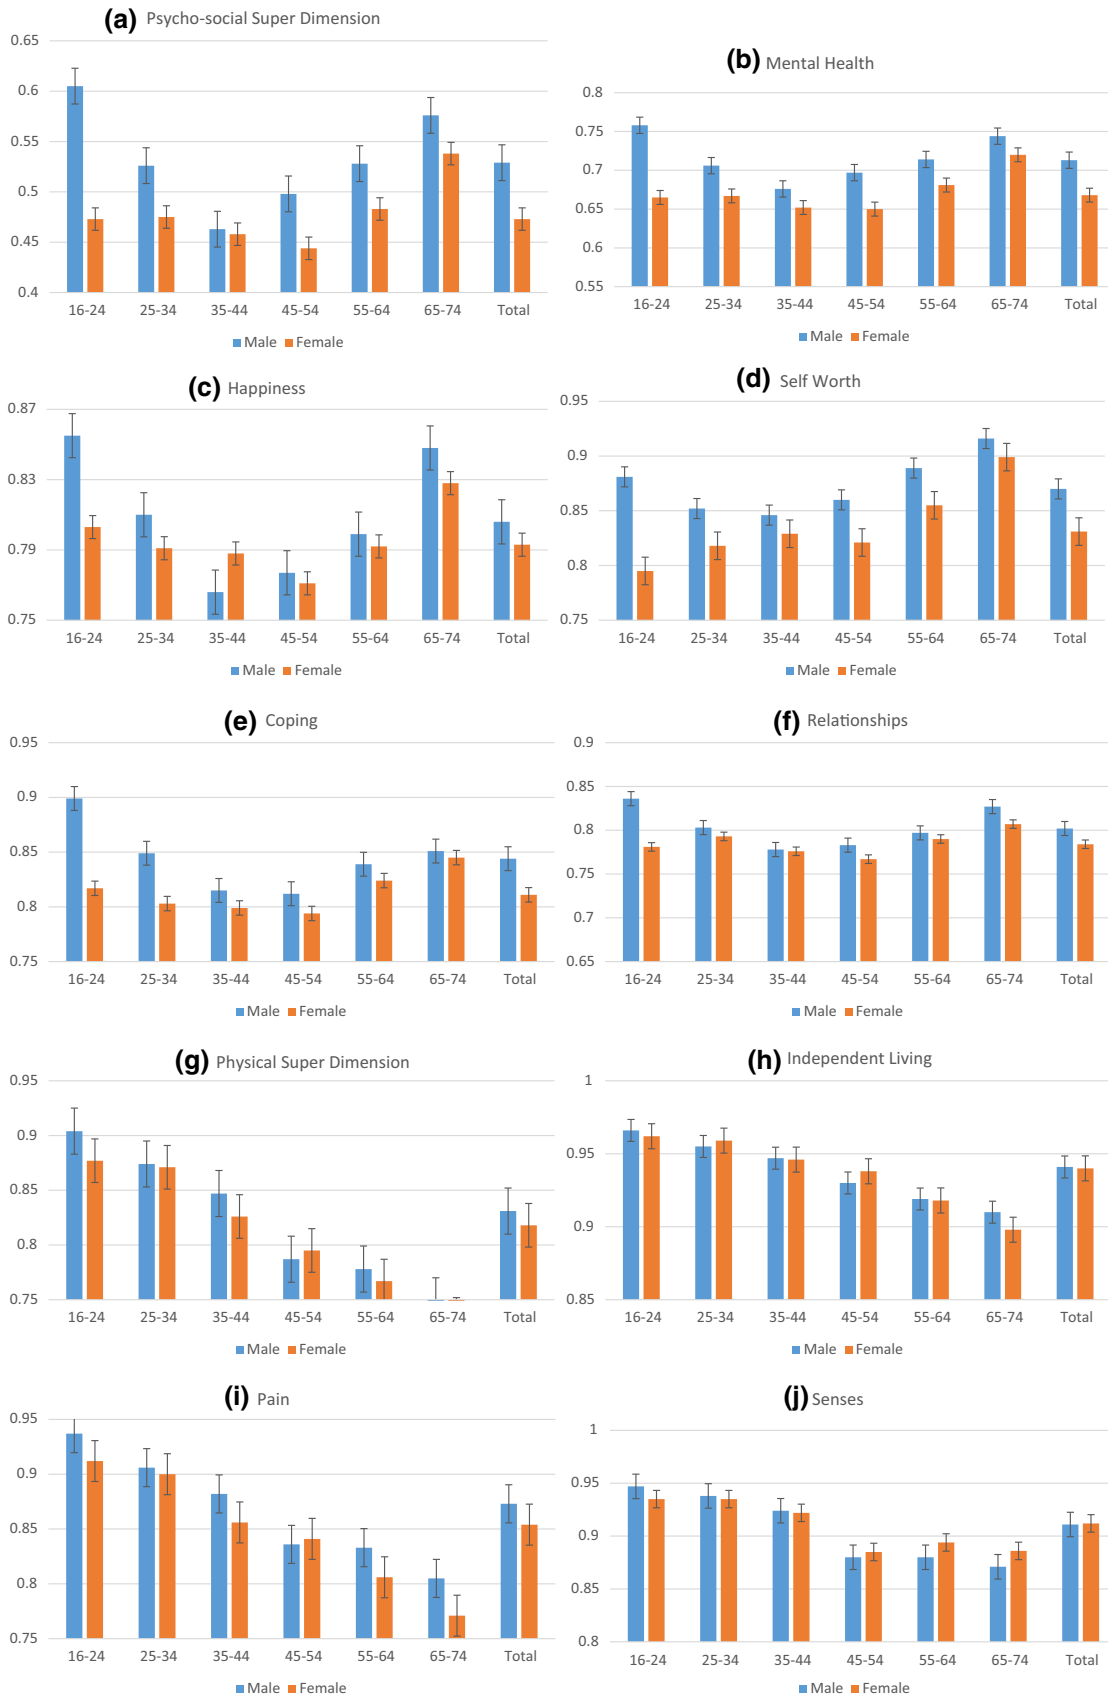 (a) Psycho-social Super Dimension
0.65
0.6
0.55
0.5
0.45
0.4
16-24 25-34 35-44 45-54 55-64 65-74 Total
Male Female
(b) Mental Health
0.8
0.75
0.7
0.65
0.6
0.55
16-24 25-34 35-44 45-54 55-64 65-74 Total
Male Female
(c) Happiness
0.87
0.83
0.79
0.75
16-24 25-34 35-44 45-54 55-64 65-74 Total
Male Female
(d) Self Worth
0.95
0.9
0.85
0.8
0.75
16-24 25-34 35-44 45-54 55-64 65-74 Total
Male Female
(e) Coping
0.95
0.9
0.85
0.8
0.75
16-24 25-34 35-44 45-54 55-64 65-74 Total
Male Female
(f) Relationships
0.9
0.85
0.8
0.75
0.7
0.65
16-24 25-34 35-44 45-54 55-64 65-74 Total
Male Female
(g) Physical Super Dimension
0.95
0.9
0.85
0.8
0.75
16-24 25-34 35-44 45-54 55-64 65-74 Total
Male Female
(h) Independent Living
1
0.95
0.9
0.85
16-24 25-34 35-44 45-54 55-64 65-74 Total
Male Female
(i) Pain
0.95
0.9
0.85
0.8
0.75
16-24 25-34 35-44 45-54 55-64 65-74 Total
Male Female
(j) Senses
1
0.95
0.9
0.85
0.8
16-24 25-34 35-44 45-54 55-64 65-74 Total
Male Female